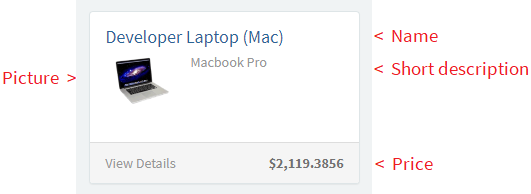 Developer Laptop (Mac) < Name
Macbook Pro < Short description
Picture >
View Details $2,119.3856 < Price